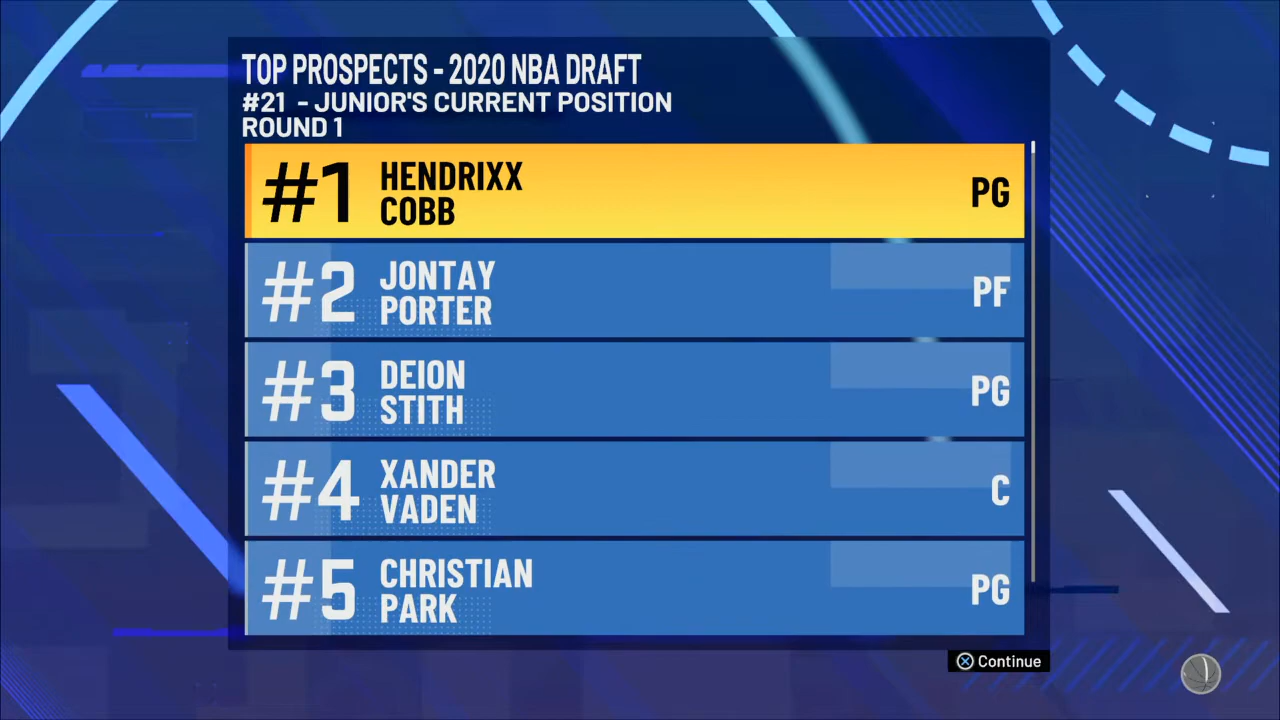 TOP PROSPECTS - 2020 NBA DRAFT
#21 - JUNIOR'S CURRENT POSITION
ROUND 1
#1 HENDRIXX COBB PG
#2 JONTAY PORTER PF
#3 DEION STITH PG
#4 XANDER VADEN C
#5 CHRISTIAN PARK PG
Continue